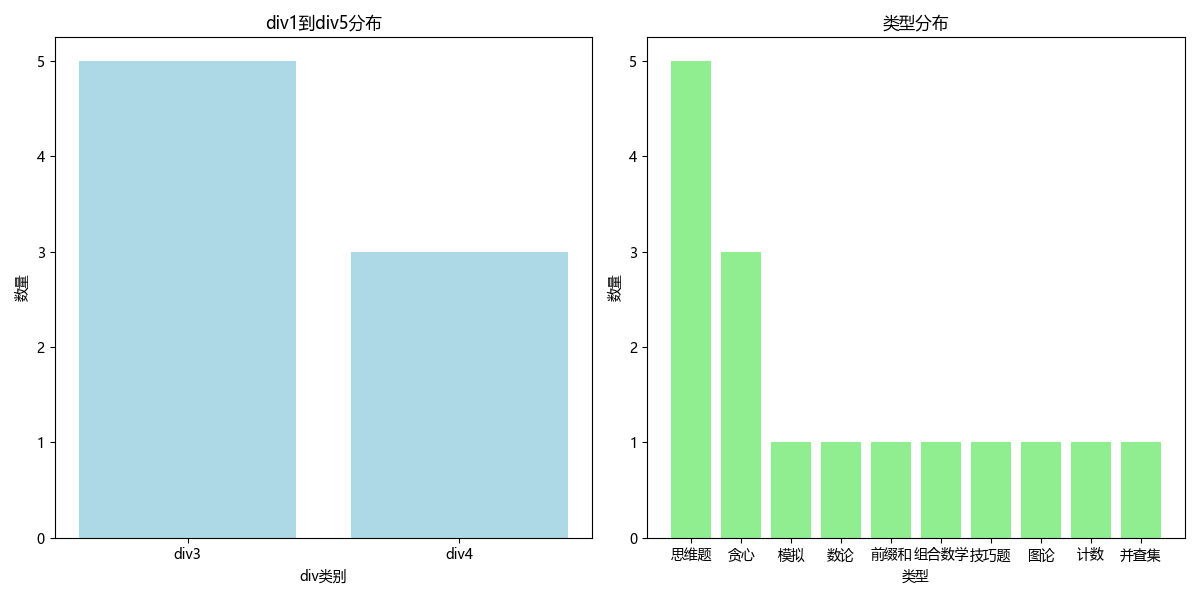 div1到div5分布
5
4
3
2
1
0
数量
div3
div4
div类别
类型分布
5
4
3
2
1
0
数量
思维题
贪心
模拟
数论
前缀和
组合数学
技巧题
图论
计数
并查集
类型